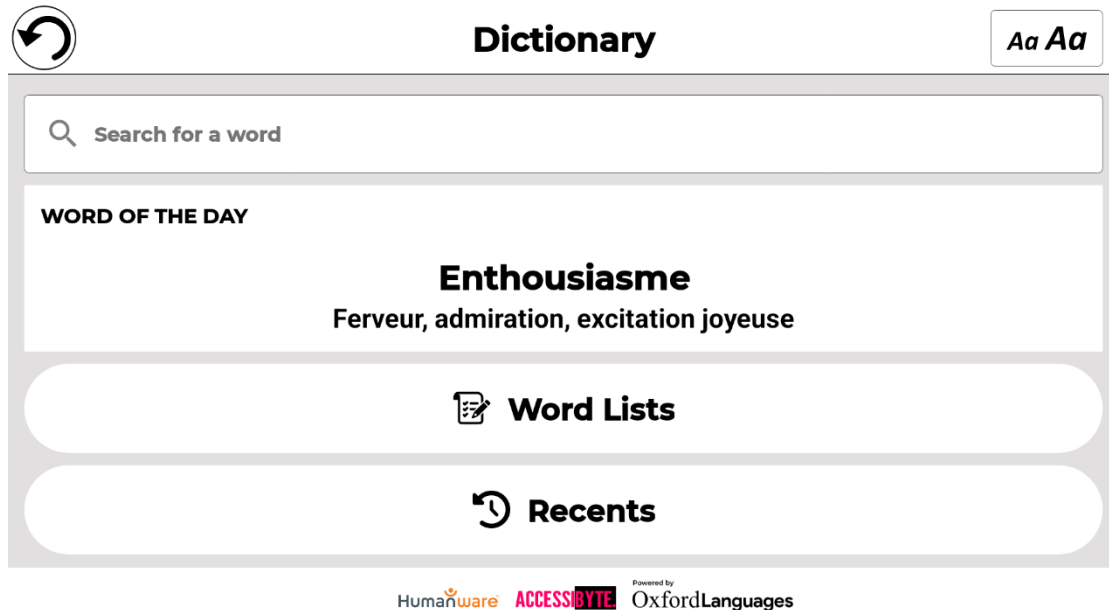 Dictionary
Aa Aa
Search for a word
WORD OF THE DAY
Enthousiasme
Ferveur, admiration, excitation joyeuse
Word Lists
Recents
Humanware ACCESSIBYTE. Powered by
OxfordLanguages